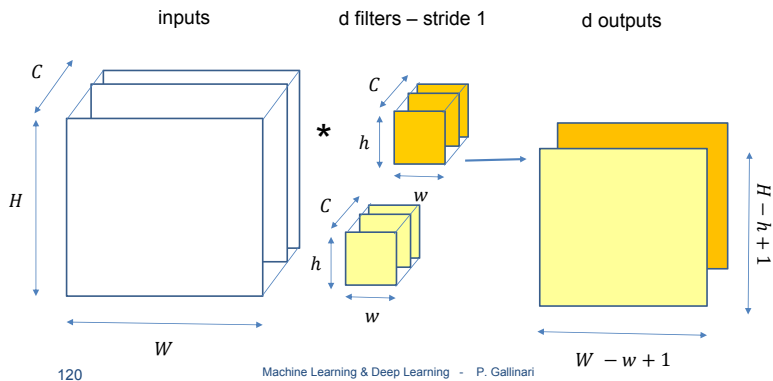 inputs
d filters – stride 1
d outputs
C
H
W
*
C
h
w
C
h
w
H − h + 1
W − w + 1
120
Machine Learning & Deep Learning - P. Gallinari